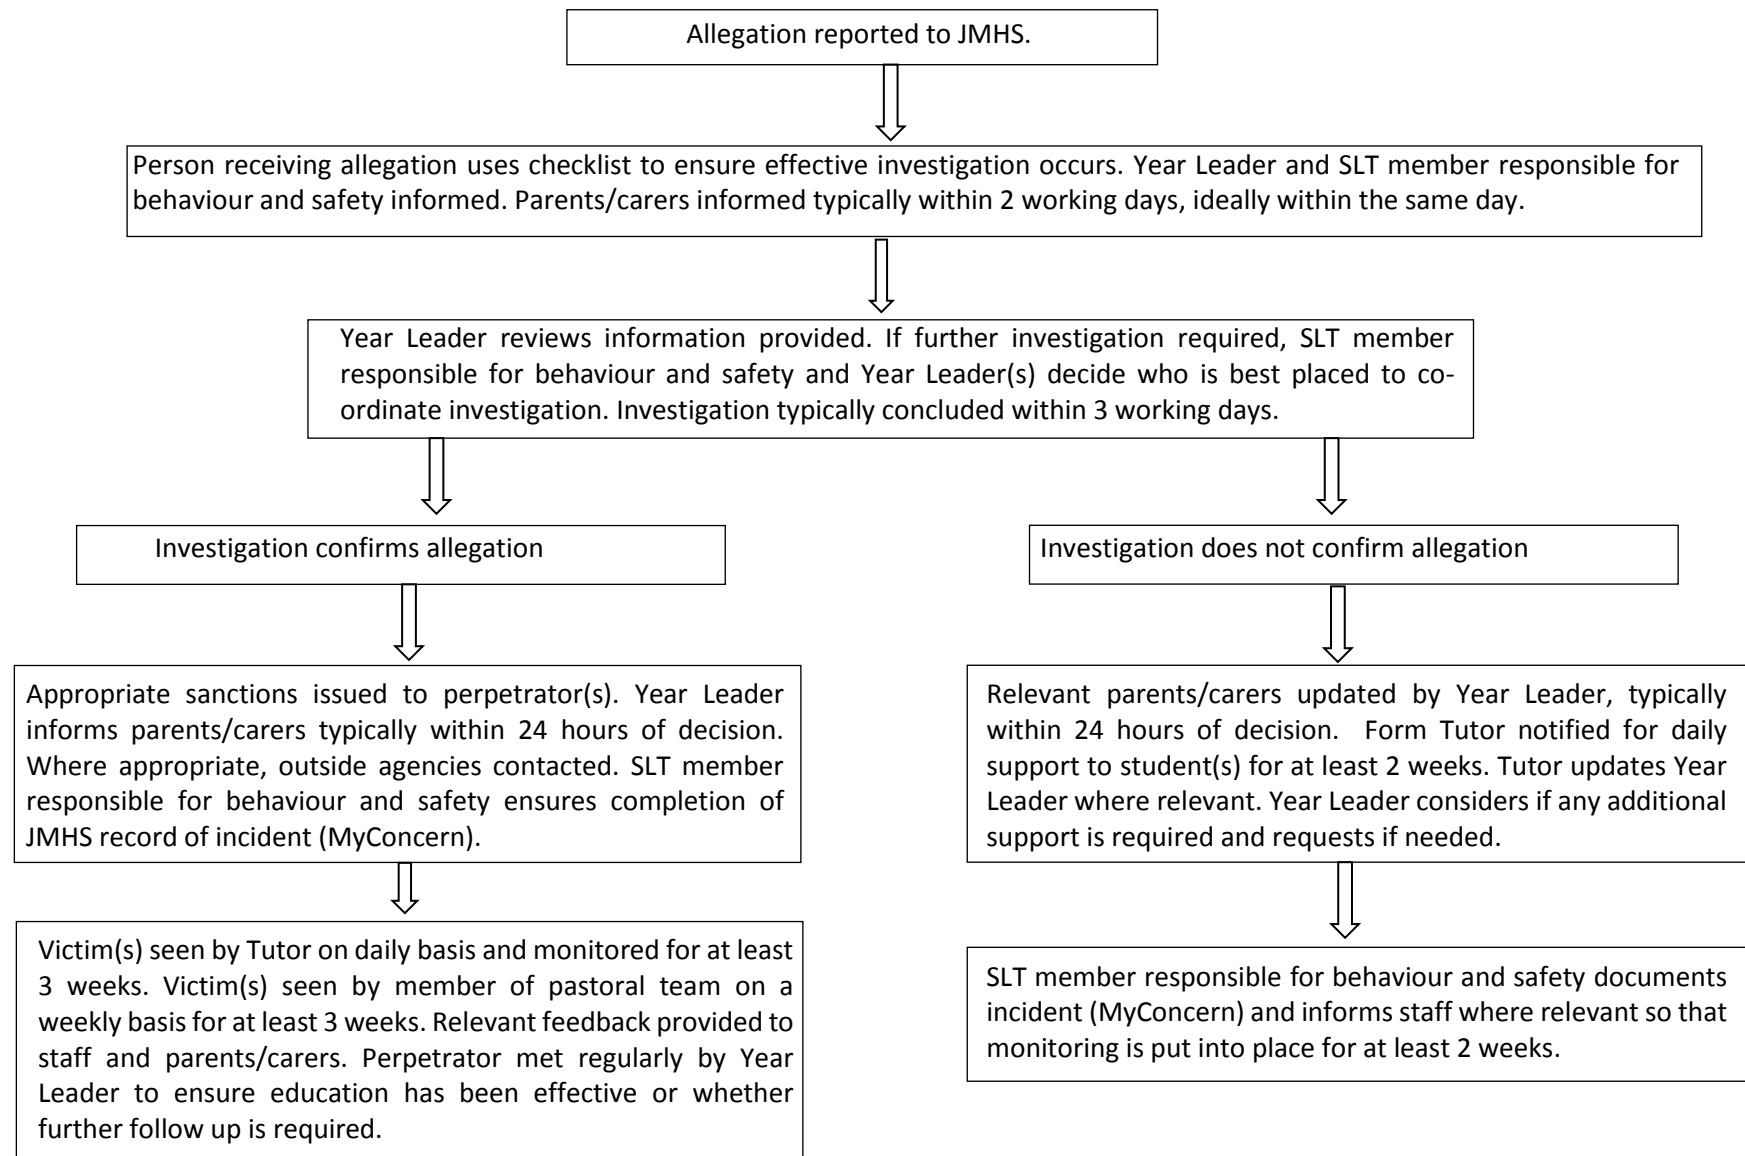 Allegation reported to JMHS.
Person receiving allegation uses checklist to ensure effective investigation occurs. Year Leader and SLT member responsible for
behaviour and safety informed. Parents/carers informed typically within 2 working days, ideally within the same day.
Year Leader reviews information provided. If further investigation required, SLT member
responsible for behaviour and safety and Year Leader(s) decide who is best placed to co-
ordinate investigation. Investigation typically concluded within 3 working days.
Investigation confirms allegation
Investigation does not confirm allegation
Appropriate sanctions issued to perpetrator(s). Year Leader
informs parents/carers typically within 24 hours of decision.
Where appropriate, outside agencies contacted. SLT member
responsible for behaviour and safety ensures completion of
JMHS record of incident (MyConcern).
Relevant parents/carers updated by Year Leader, typically
within 24 hours of decision.  Form Tutor notified for daily
support to student(s) for at least 2 weeks. Tutor updates Year
Leader where relevant. Year Leader considers if any additional
support is required and requests if needed.
Victim(s) seen by Tutor on daily basis and monitored for at least
3 weeks. Victim(s) seen by member of pastoral team on a
weekly basis for at least 3 weeks. Relevant feedback provided to
staff and parents/carers. Perpetrator met regularly by Year
Leader to ensure education has been effective or whether
further follow up is required.
SLT member responsible for behaviour and safety documents
incident (MyConcern) and informs staff where relevant so that
monitoring is put into place for at least 2 weeks.